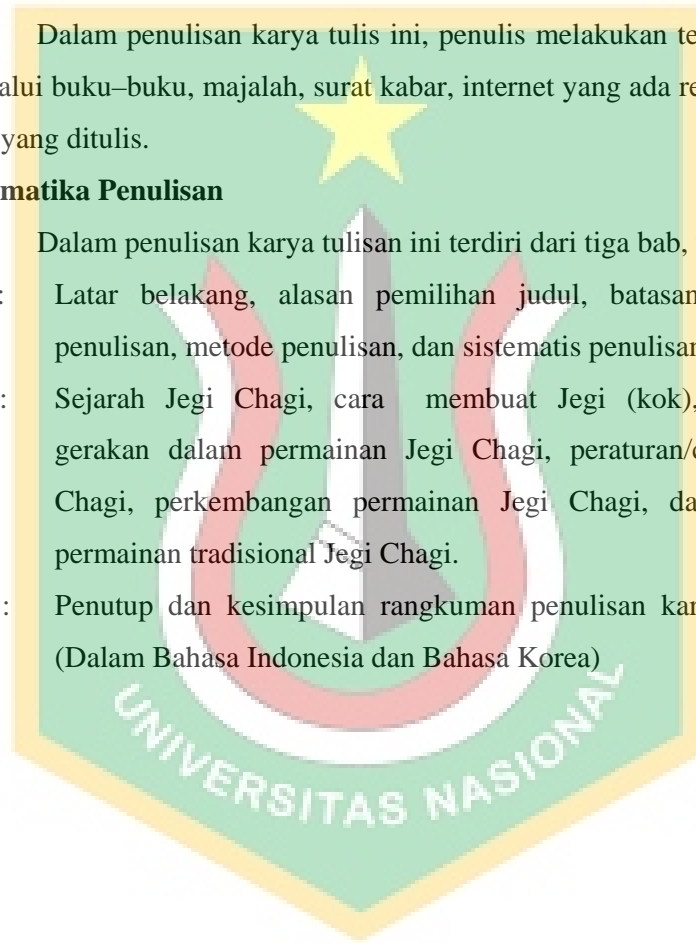 Dalam penulisan karya tulis ini, penulis melakukan te
alui buku–buku, majalah, surat kabar, internet yang ada re
yang ditulis.
matika Penulisan
Dalam penulisan karya tulisan ini terdiri dari tiga bab,
: Latar belakang, alasan pemilihan judul, batasan
penulisan, metode penulisan, dan sistematis penulisan
: Sejarah Jegi Chagi, cara membuat Jegi (kok),
gerakan dalam permainan Jegi Chagi, peraturan/
Chagi, perkembangan permainan Jegi Chagi, da
permainan tradisional Jegi Chagi.
: Penutup dan kesimpulan rangkuman penulisan kar
(Dalam Bahasa Indonesia dan Bahasa Korea)
UNIVERSITAS NASIONAL